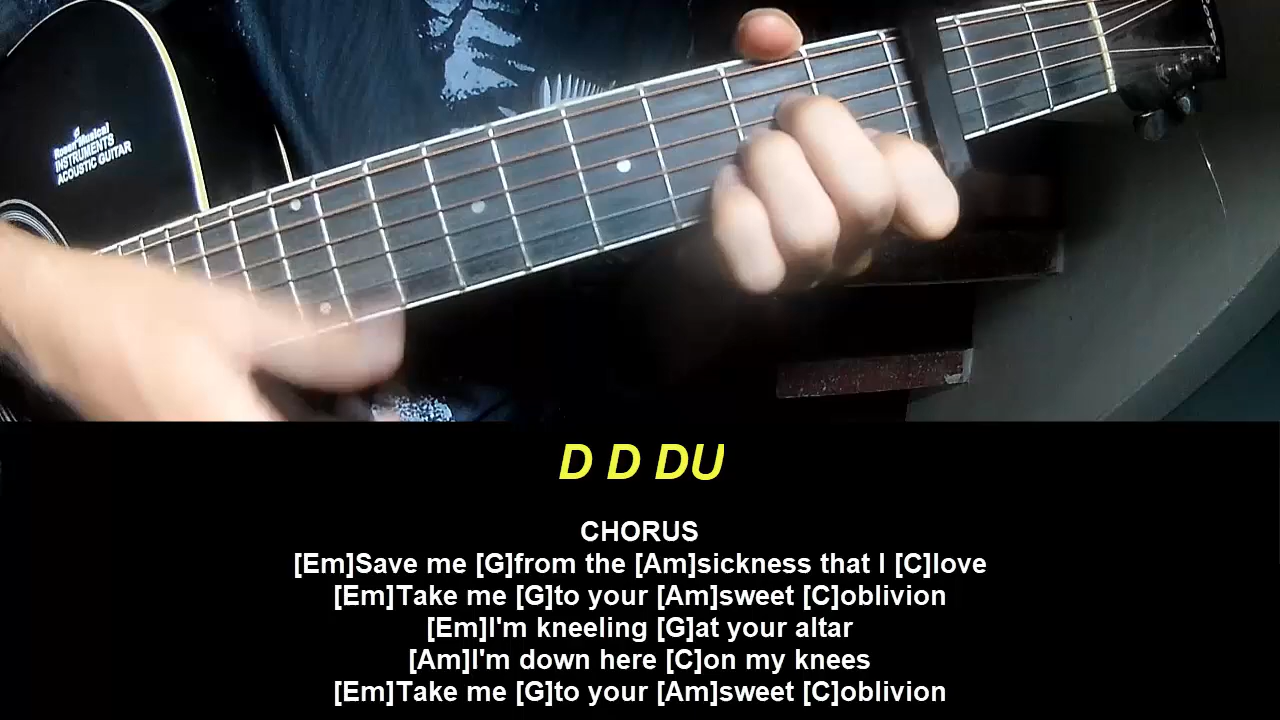 Rosen Musical
INSTRUMENTS
ACOUSTIC GUITAR
D D DU
CHORUS
[Em]Save me [G]from the [Am]sickness that I [C]love
[Em]Take me [G]to your [Am]sweet [C]oblivion
[Em]I'm kneeling [G]at your altar
[Am]I'm down here [C]on my knees
[Em]Take me [G]to your [Am]sweet [C]oblivion